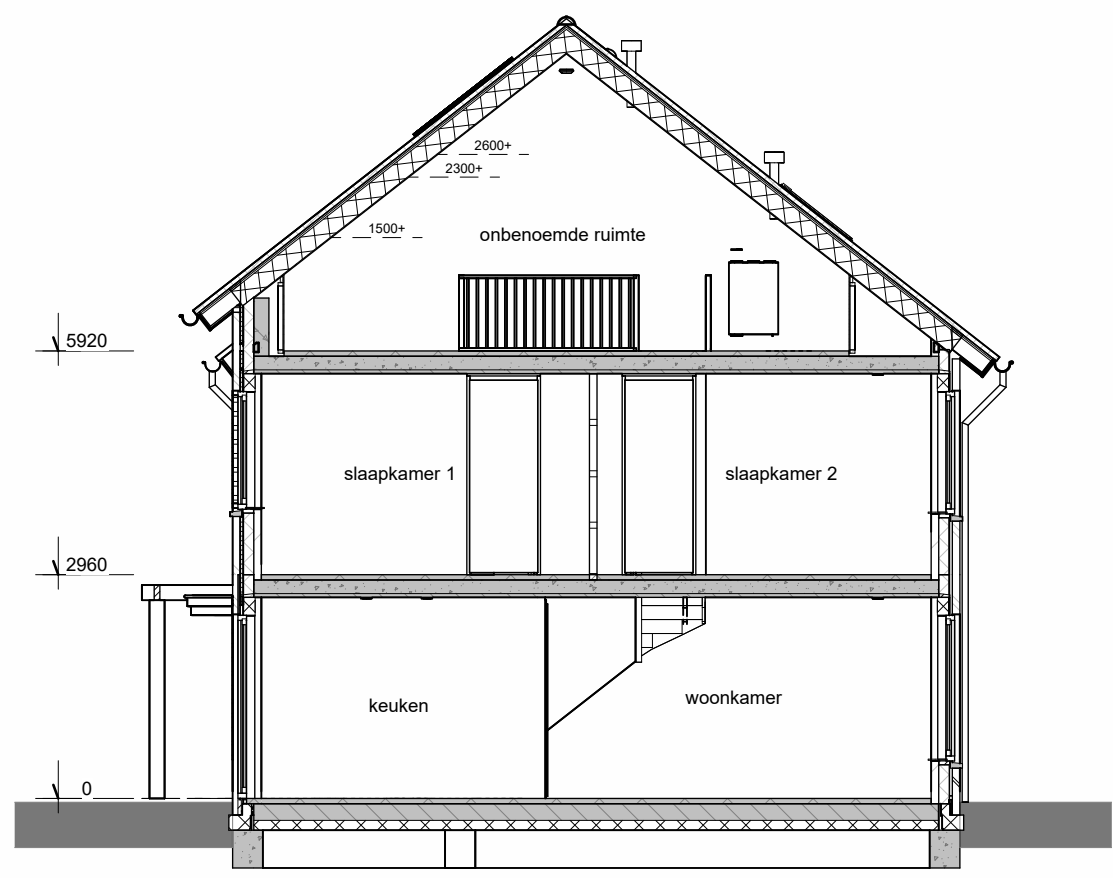 2600+
2300+
1500+
onbenoemde ruimte
5920
slaapkamer 1
slaapkamer 2
2960
keuken
woonkamer
0